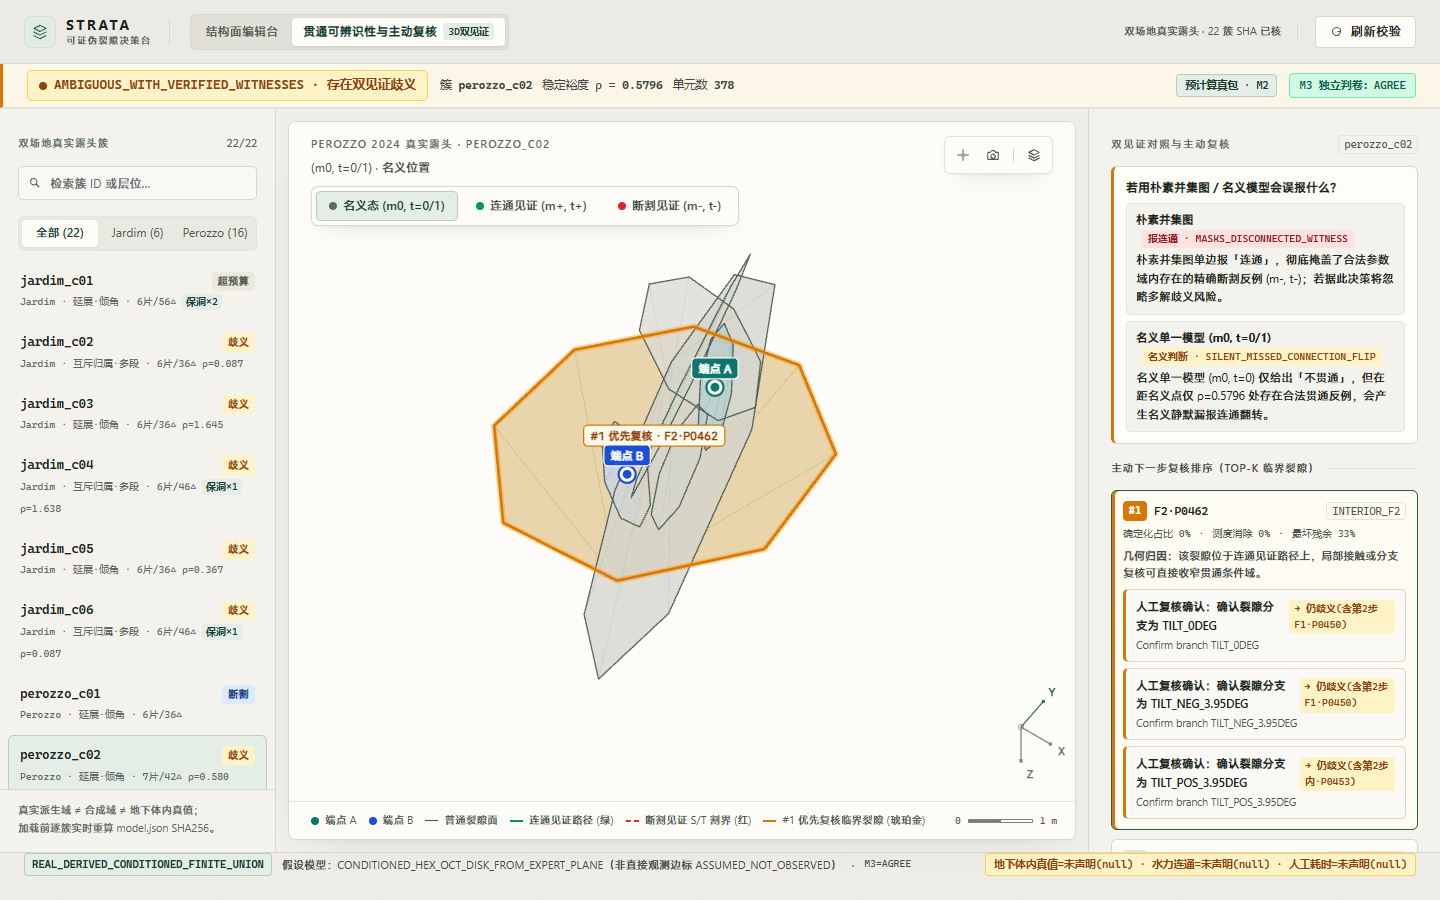 STRATA
可证伪裂隙决策台
结构面编辑台
贯通可辨识性与主动复核 3D双见证
双场地真实露头 · 22 簇 SHA 已核
刷新校验
AMBIGUOUS_WITH_VERIFIED_WITNESSES · 存在双见证歧义
簇 perozzo_c02 稳定裕度 ρ = 0.5796 单元数 378
预计算真包 · M2
M3 独立判卷: AGREE
双场地真实露头簇
22/22
检索簇 ID 或层位...
全部 (22)
Jardim (6)
Perozzo (16)
jardim_c01
超预算
Jardim · 延展·倾角 · 6片/56△ 保洞×2
jardim_c02
歧义
Jardim · 互斥归属·多段 · 6片/36△ ρ=0.087
jardim_c03
歧义
Jardim · 延展·倾角 · 6片/36△ ρ=1.645
jardim_c04
歧义
Jardim · 延展·倾角 · 6片/46△ 保洞×1
ρ=1.638
jardim_c05
歧义
Jardim · 延展·倾角 · 6片/36△ ρ=0.367
jardim_c06
歧义
Jardim · 互斥归属·多段 · 6片/46△ 保洞×1
ρ=0.087
perozzo_c01
断割
Perozzo · 延展·倾角 · 6片/36△
perozzo_c02
歧义
Perozzo · 延展·倾角 · 7片/42△ ρ=0.580
真实派生域 ≠ 合成域 ≠ 地下体内真值;
加载前逐簇实时重算 model.json SHA256。
PEROZZO 2024 真实露头 · PEROZZO_C02
(m0, t=0/1) · 名义位置
名义态 (m0, t=0/1)
连通见证 (m+, t+)
断割见证 (m-, t-)
端点 A
#1 优先复核 · F2·P0462
端点 B
Y
X
Z
端点 A
端点 B
普通裂隙面
连通见证路径 (绿)
断割见证 S/T 割界 (红)
#1 优先复核临界裂隙 (琥珀金)
0
1 m
双见证对照与主动复核
perozzo_c02
若用朴素并集图 / 名义模型会误报什么?
朴素并集图
报连通 · MASKS_DISCONNECTED_WITNESS
朴素并集图单边报「连通」, 彻底掩盖了合法参数
域内存在的精确断割反例 (m-, t-); 若据此决策将忽
略多解歧义风险。
名义单一模型 (m0, t=0/1)
名义判断 · SILENT_MISSED_CONNECTION_FLIP
名义单一模型 (m0, t=0) 仅给出「不贯通」, 但在
距名义点仅 ρ=0.5796 处存在合法贯通反例, 会产
生名义静默漏报连通翻转。
主动下一步复核排序 (TOP-K 临界裂隙)
#1 F2·P0462
INTERIOR_F2
确定化占比 0% · 测度消除 0% · 最坏残余 33%
几何归因: 该裂隙位于连通见证路径上, 局部接触或分支
复核可直接收窄贯通条件域。
人工复核确认: 确认裂隙分
支为 TILT_0DEG
Confirm branch TILT_0DEG
→ 仍歧义(含第2步
F1·P0450)
人工复核确认: 确认裂隙分支
为 TILT_NEG_3.95DEG
Confirm branch TILT_NEG_3.95DEG
→ 仍歧义(含第2步
F1·P0450)
人工复核确认: 确认裂隙分支
为 TILT_POS_3.95DEG
Confirm branch TILT_POS_3.95DEG
→ 仍歧义(含第2步
内·P0453)
REAL_DERIVED_CONDITIONED_FINITE_UNION
假设模型: CONDITIONED_HEX_OCT_DISK_FROM_EXPERT_PLANE (非直接观测边标 ASSUMED_NOT_OBSERVED) · M3=AGREE
地下体内真值=未声明(null) · 水力连通=未声明(null) · 人工耗时=未声明(null)